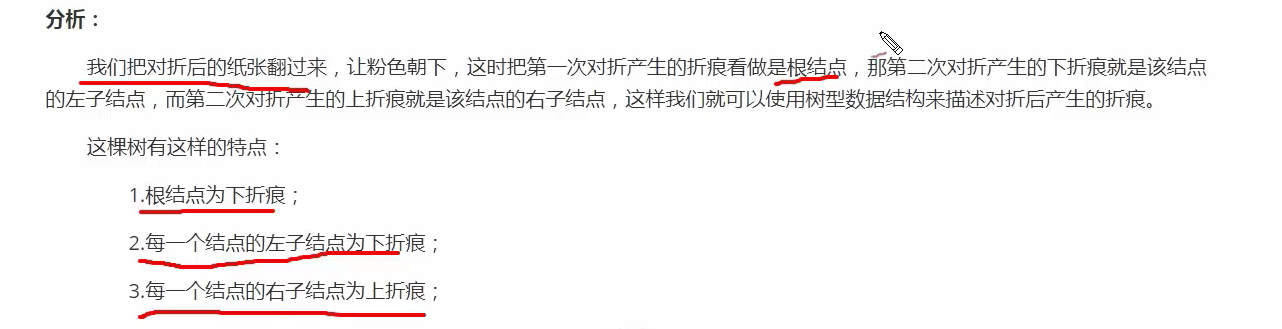 分析：
我们把对折后的纸张翻过来，让粉色朝下，这时把第一次对折产生的折痕看做是根结点，那第二次对折产生的下折痕就是该结点
的左子结点，而第二次对折产生的上折痕就是该结点的右子结点，这样我们就可以使用树型数据结构来描述对折后产生的折痕。
这棵树有这样的特点：
1.根结点为下折痕；
2.每一个结点的左子结点为下折痕；
3.每一个结点的右子结点为上折痕；